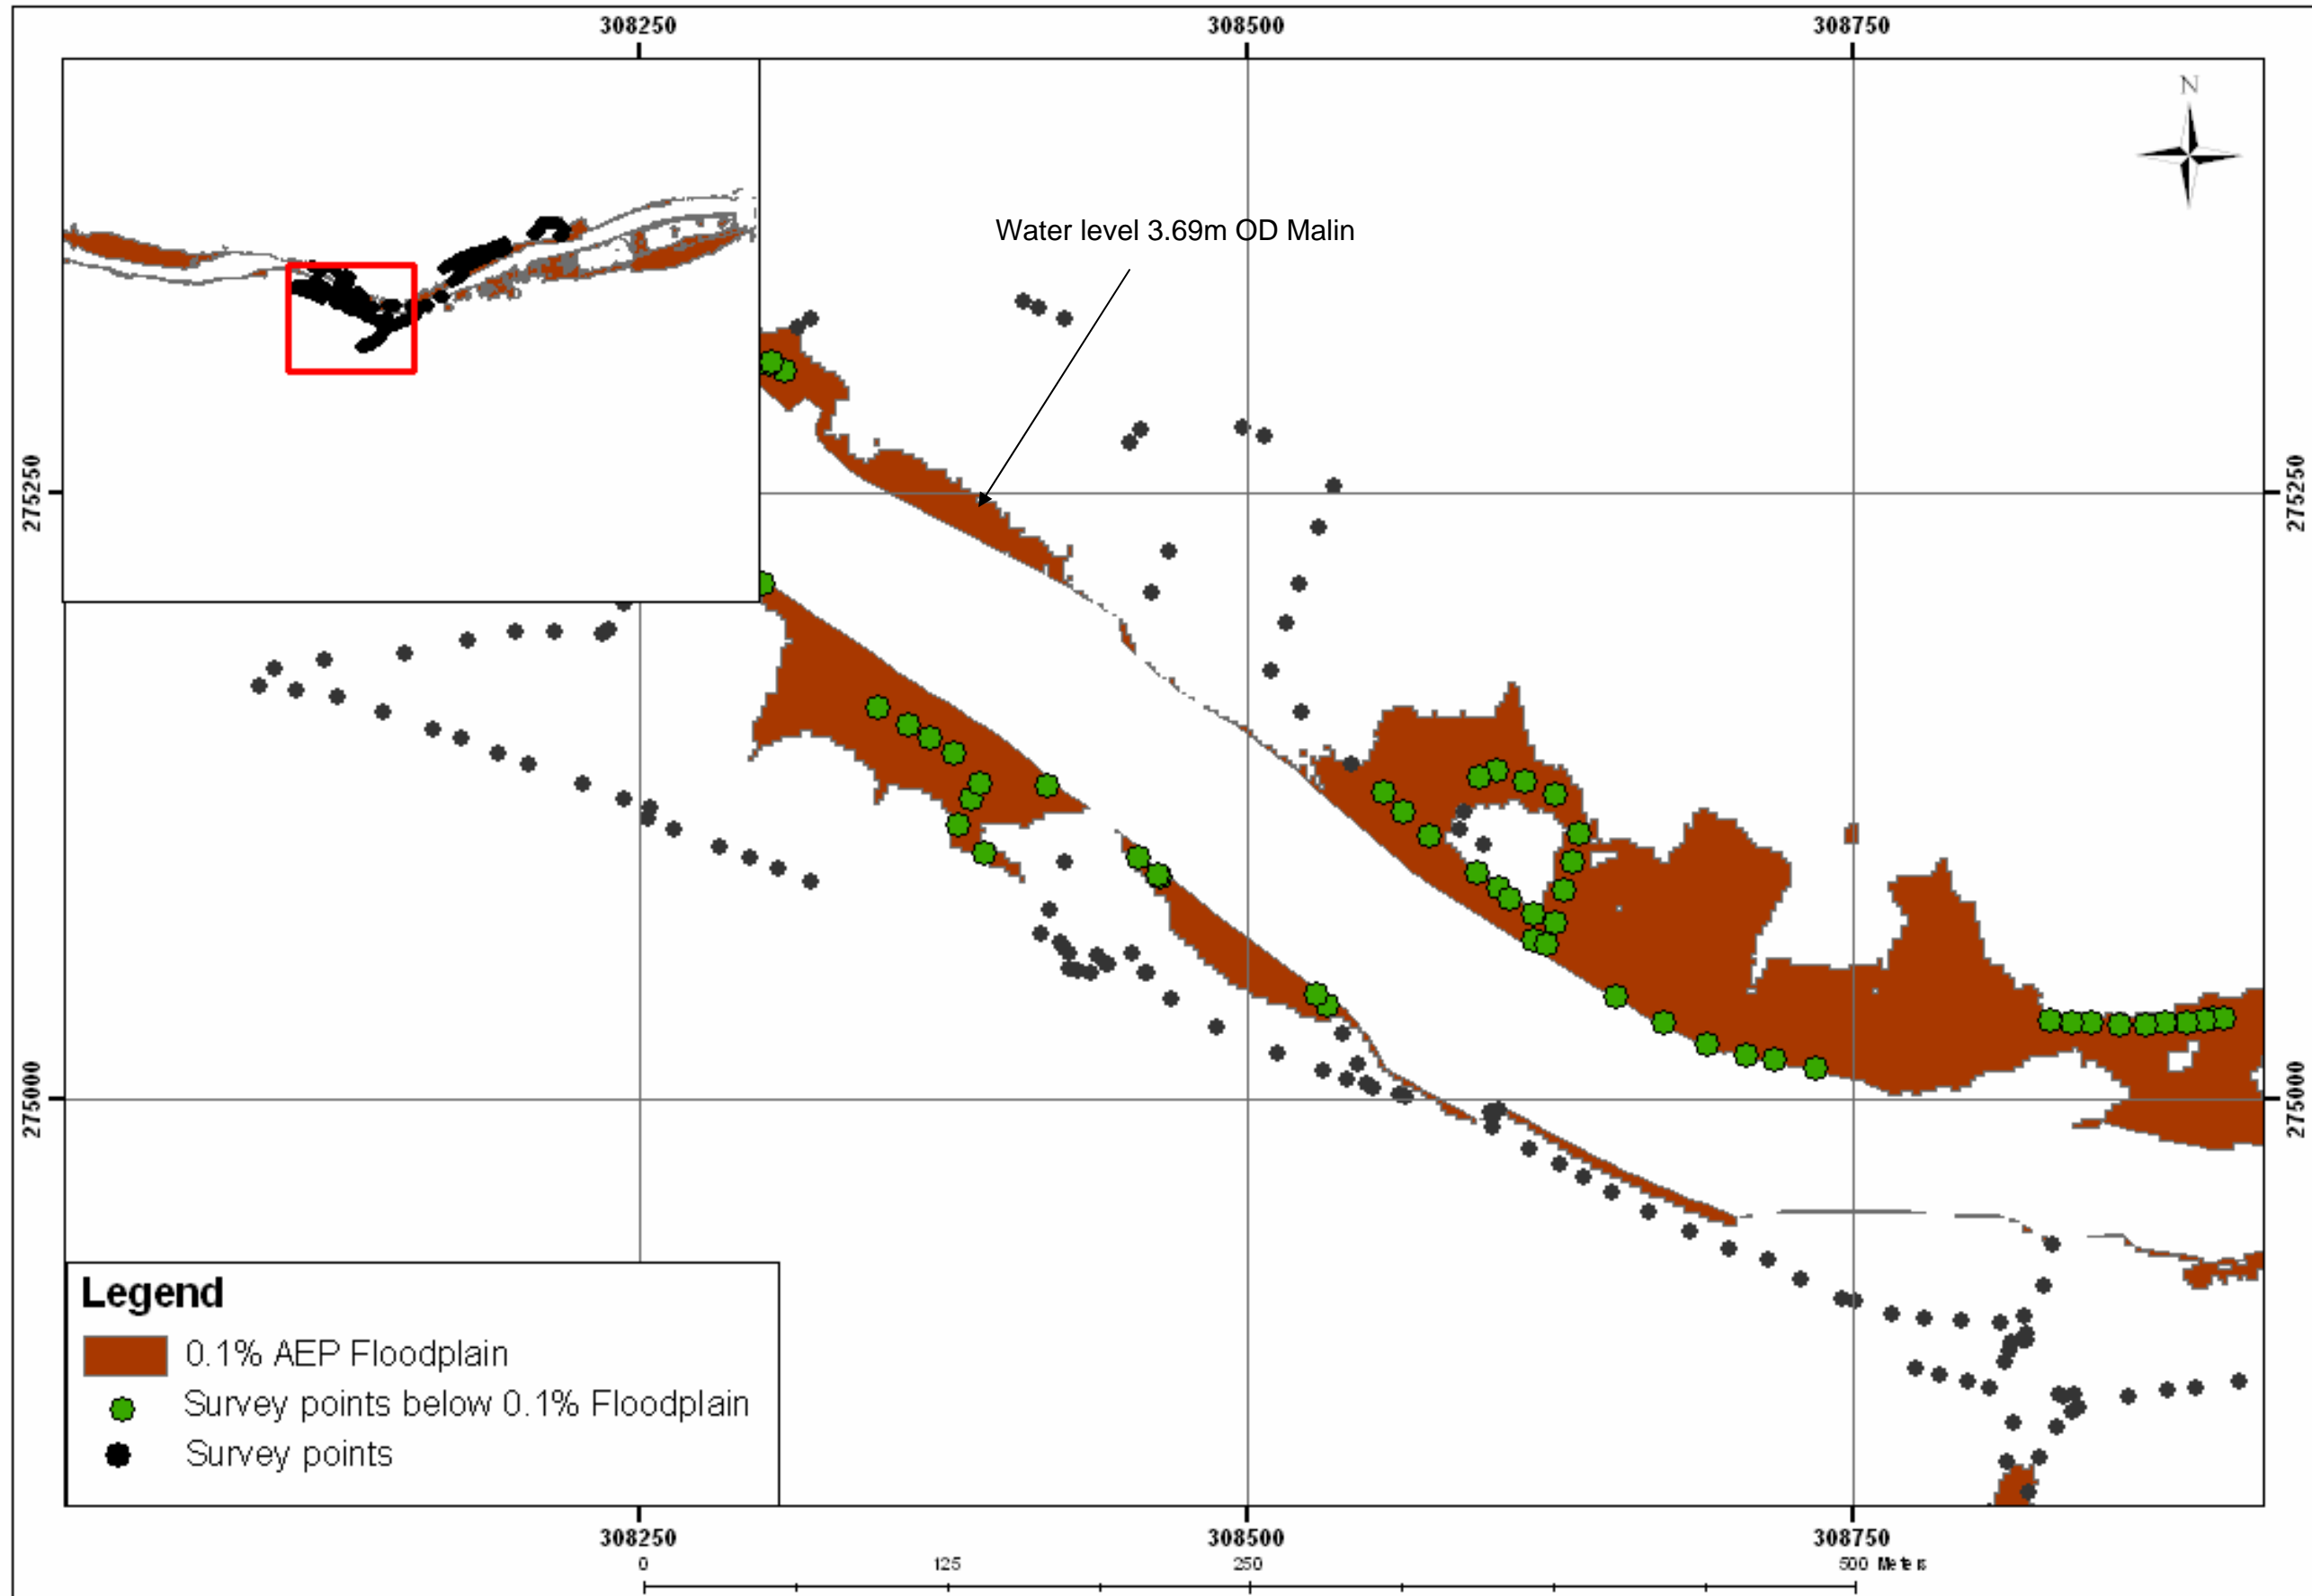 308250 308500 308750
N
Water level 3.69m OD Malin
275250 275250
275000 275000
Legend
0.1% AEP Floodplain
Survey points below 0.1% Floodplain
Survey points
308250 308500 308750
0 125 250 500 Meters